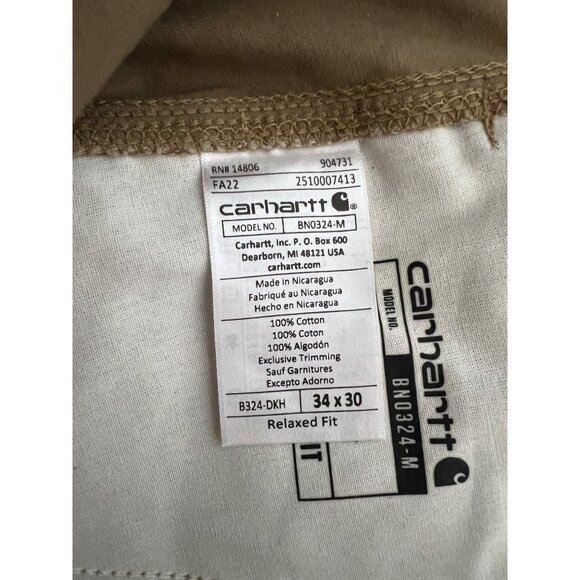 RN# 14806 904731
FA22 2510007413
carhartt
MODEL NO. BN0324-M
Carhartt, Inc. P. O. Box 600
Dearborn, MI 48121 USA
carhartt.com
Made in Nicaragua
Fabriqué au Nicaragua
Hecho en Nicaragua
100% Cotton
100% Coton
100% Algodón
Exclusive Trimming
Sauf Garnitures
Excepto Adorno
B324-DKH 34 x 30
Relaxed Fit
carhartt
MODEL NO. BN0324-M
IT